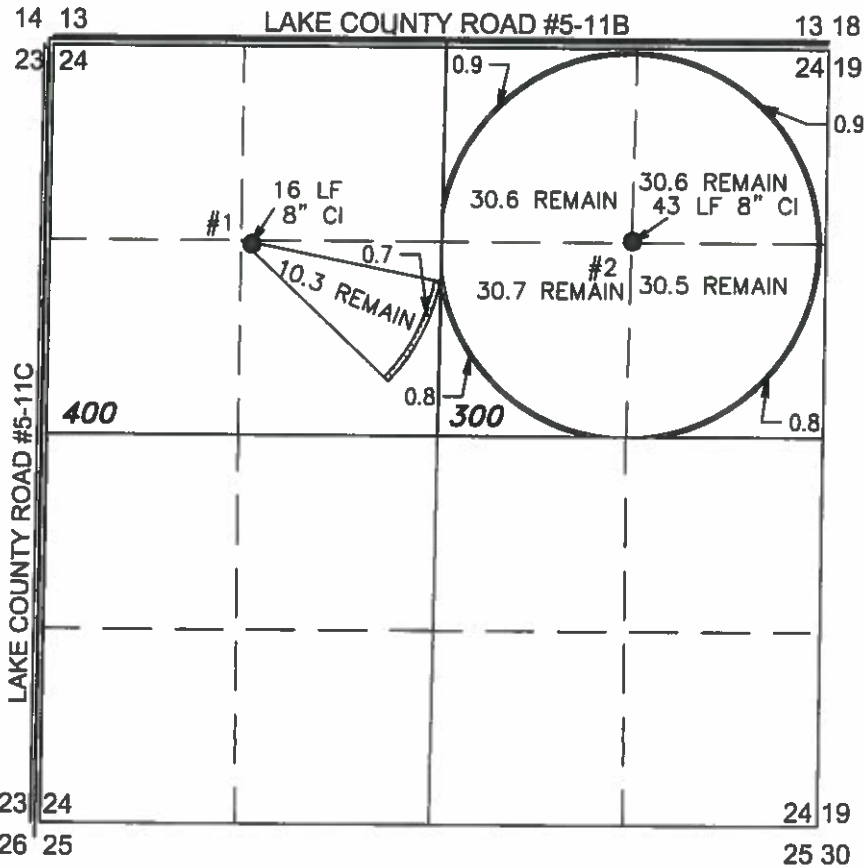 14 13
LAKE COUNTY ROAD #5-11B
13 18
23 24
24 19
0.9
0.9
16 LF
8" CI
#1
30.6 REMAIN
30.6 REMAIN
43 LF 8" CI
0.7
10.3 REMAIN
#2
30.7 REMAIN
30.5 REMAIN
LAKE COUNTY ROAD #5-11C
400
0.8
300
0.8
23 24
24 19
26 25
25 30